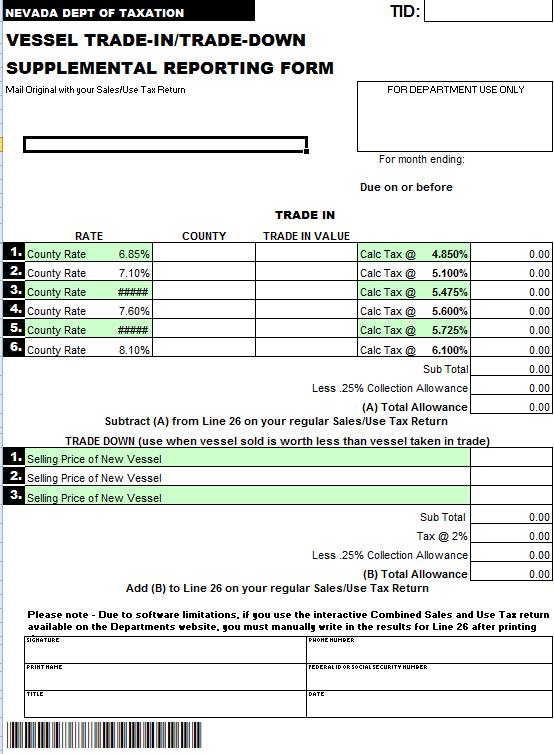 NEVADA DEPT OF TAXATION
TID:
VESSEL TRADE-IN/TRADE-DOWN
SUPPLEMENTAL REPORTING FORM
Mail Original with your Sales/Use Tax Return
FOR DEPARTMENT USE ONLY
For month ending:
Due on or before
TRADE IN
RATE COUNTY TRADE IN VALUE
1. County Rate 6.85% Calc Tax @ 4.850% 0.00
2. County Rate 7.10% Calc Tax @ 5.100% 0.00
3. County Rate ##### Calc Tax @ 5.475% 0.00
4. County Rate 7.60% Calc Tax @ 5.600% 0.00
5. County Rate ##### Calc Tax @ 5.725% 0.00
6. County Rate 8.10% Calc Tax @ 6.100% 0.00
Sub Total 0.00
Less .25% Collection Allowance 0.00
(A) Total Allowance 0.00
Subtract (A) from Line 26 on your regular Sales/Use Tax Return
TRADE DOWN (use when vessel sold is worth less than vessel taken in trade)
1. Selling Price of New Vessel
2. Selling Price of New Vessel
3. Selling Price of New Vessel
Sub Total 0.00
Tax @ 2% 0.00
Less .25% Collection Allowance 0.00
(B) Total Allowance 0.00
Add (B) to Line 26 on your regular Sales/Use Tax Return
Please note - Due to software limitations, if you use the interactive Combined Sales and Use Tax return
available on the Departments website, you must manually write in the results for Line 26 after printing
SIGNATURE PHONE NUMBER
PRINT NAME FEDERAL ID OR SOCIAL SECURITY NUMBER
TITLE DATE